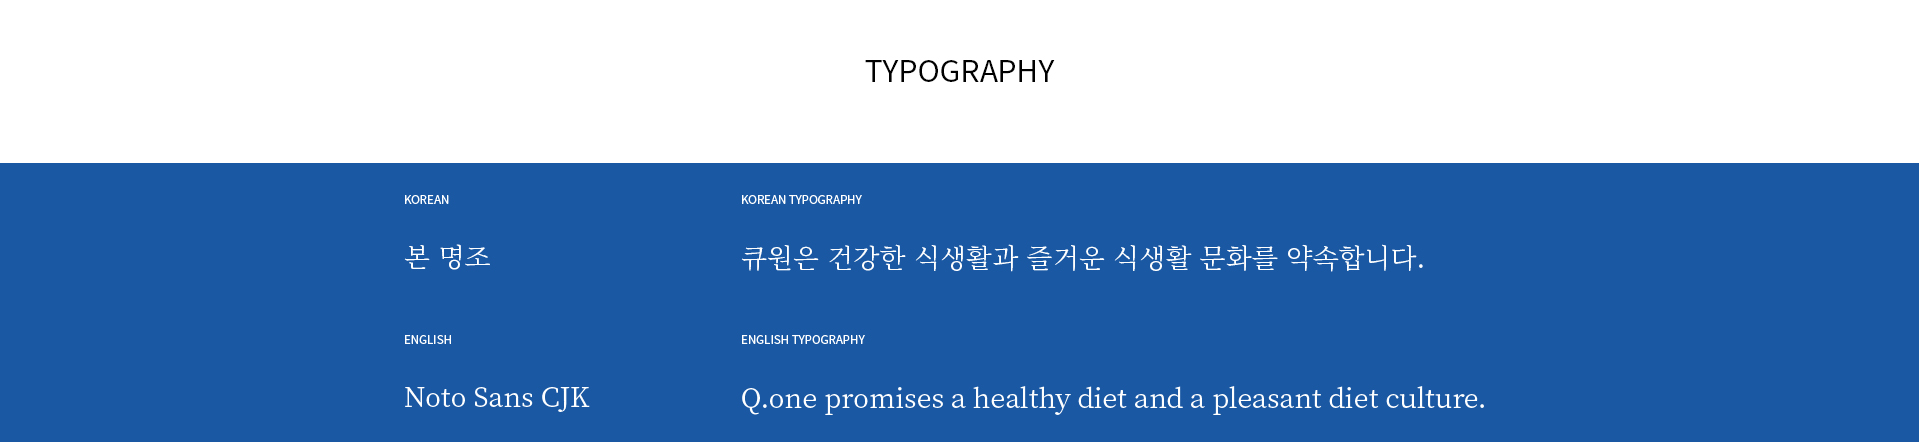 TYPOGRAPHY
KOREAN
KOREAN TYPOGRAPHY
본 명조
큐원은 건강한 식생활과 즐거운 식생활 문화를 약속합니다.
ENGLISH
ENGLISH TYPOGRAPHY
Noto Sans CJK
Q.one promises a healthy diet and a pleasant diet culture.